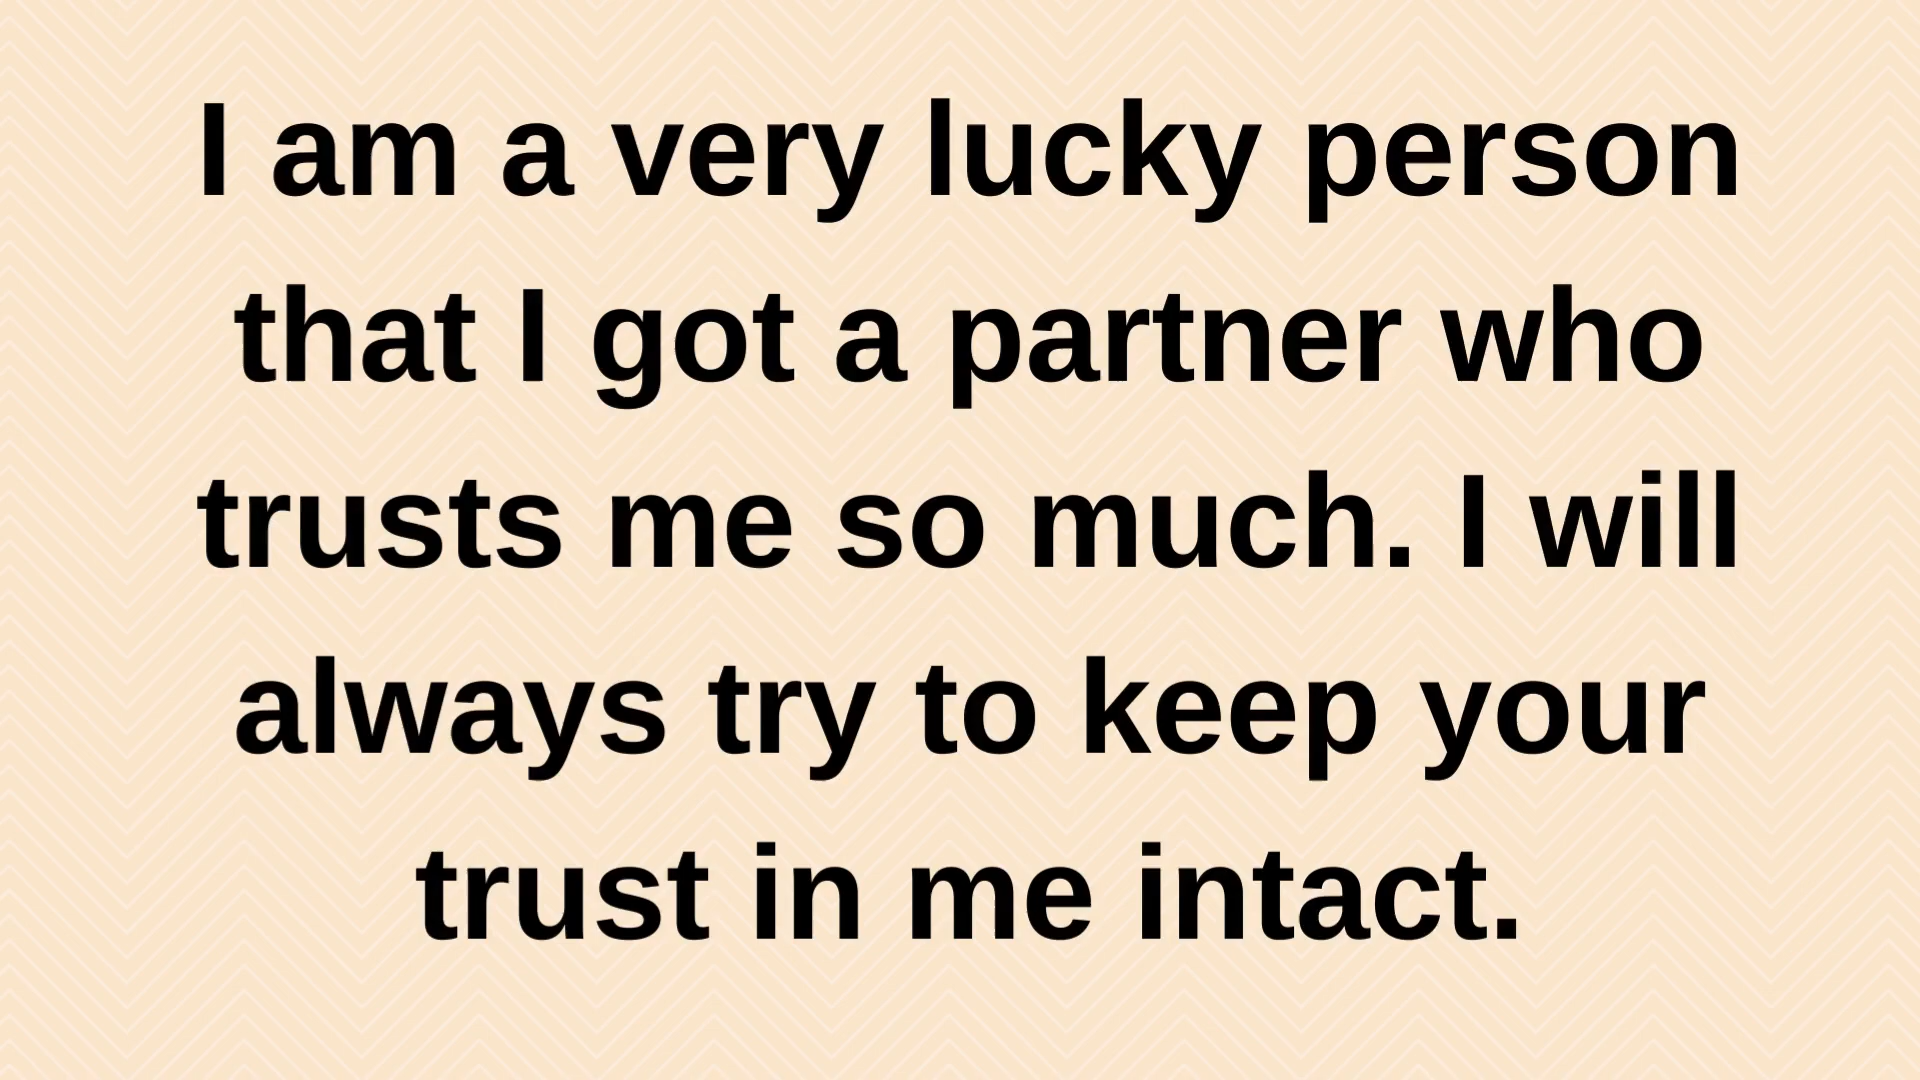 I am a very lucky person
that I got a partner who
trusts me so much. I will
always try to keep your
trust in me intact.